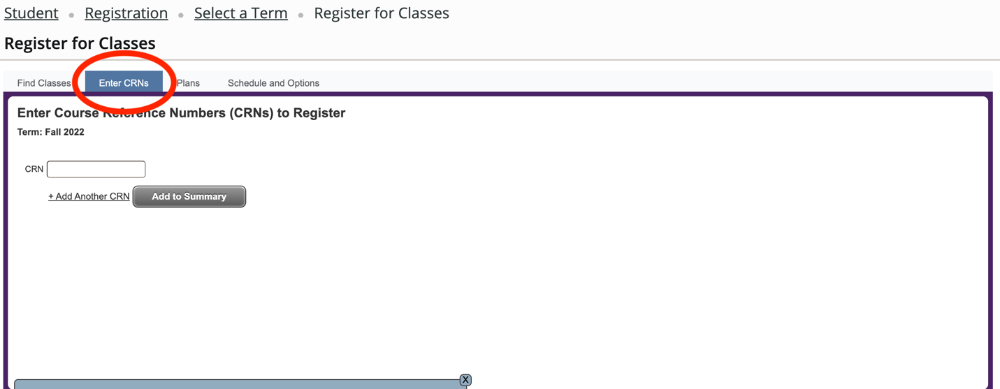 Student • Registration • Select a Term • Register for Classes
Register for Classes
Find Classes Enter CRNs Plans Schedule and Options
Enter Course Reference Numbers (CRNs) to Register
Term: Fall 2022
CRN
+ Add Another CRN Add to Summary
X